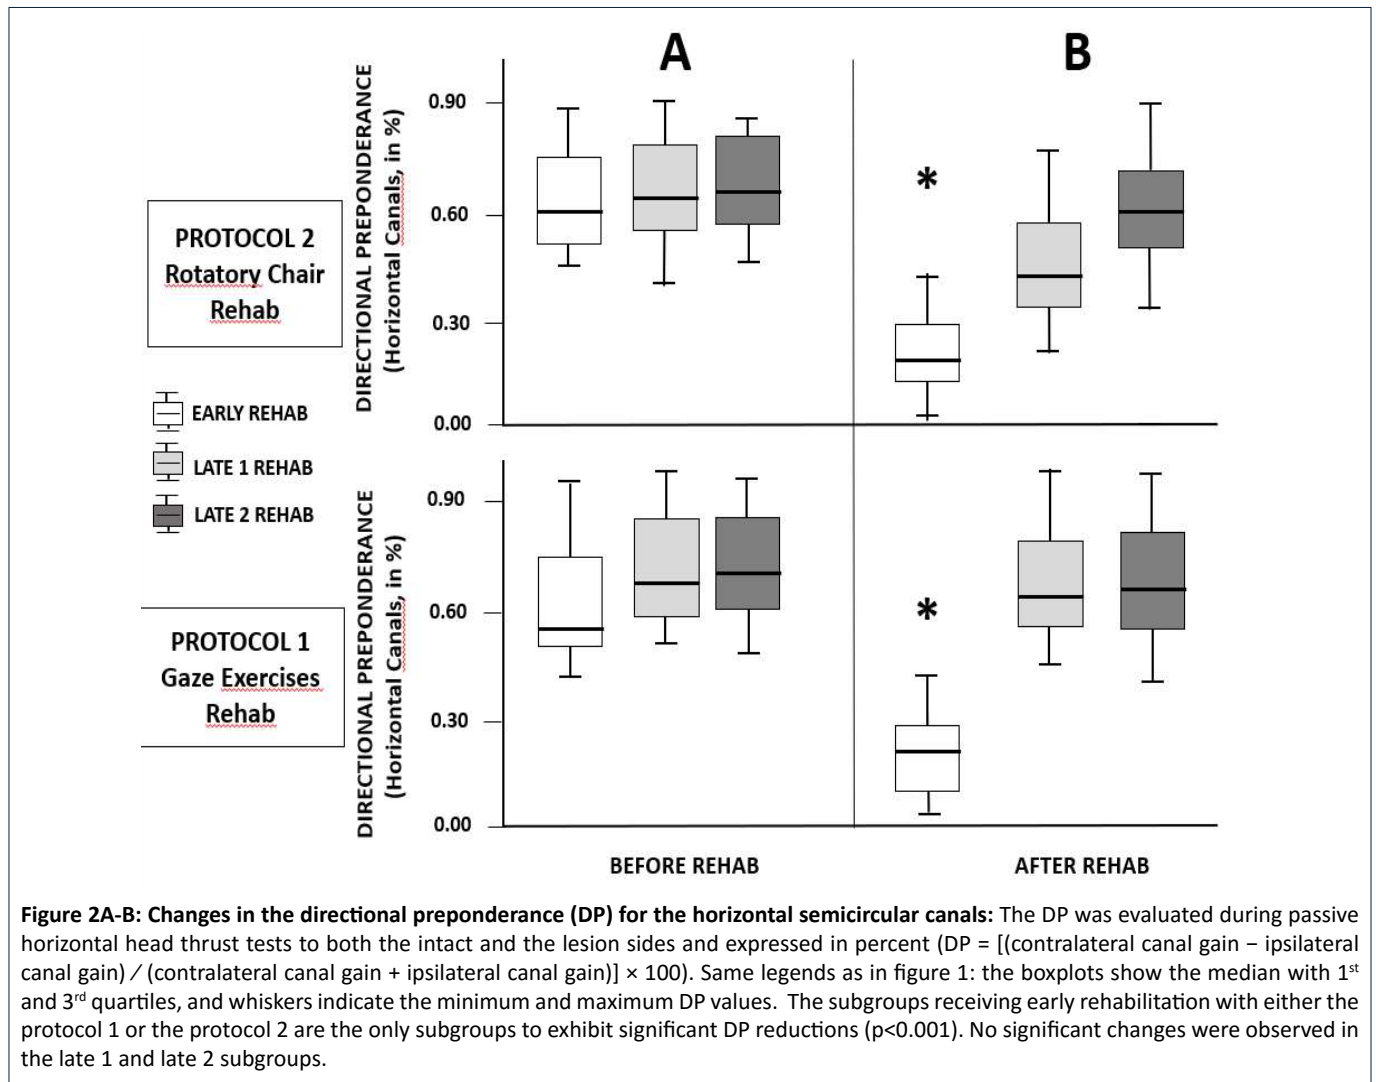 A
B
DIRECTIONAL PREPONDERANCE
(Horizontal Canals, in %)
0.90
0.60
0.30
0.00
*
PROTOCOL 2
Rotatory Chair
Rehab
EARLY REHAB
LATE 1 REHAB
LATE 2 REHAB
DIRECTIONAL PREPONDERANCE
(Horizontal Canals, in %)
0.90
0.60
0.30
0.00
*
PROTOCOL 1
Gaze Exercises
Rehab
BEFORE REHAB
AFTER REHAB
Figure 2A-B: Changes in the directional preponderance (DP) for the horizontal semicircular canals: The DP was evaluated during passive
horizontal head thrust tests to both the intact and the lesion sides and expressed in percent (DP = [(contralateral canal gain − ipsilateral
canal gain) ∕ (contralateral canal gain + ipsilateral canal gain)] × 100). Same legends as in figure 1: the boxplots show the median with 1st
and 3rd quartiles, and whiskers indicate the minimum and maximum DP values. The subgroups receiving early rehabilitation with either the
protocol 1 or the protocol 2 are the only subgroups to exhibit significant DP reductions (p<0.001). No significant changes were observed in
the late 1 and late 2 subgroups.